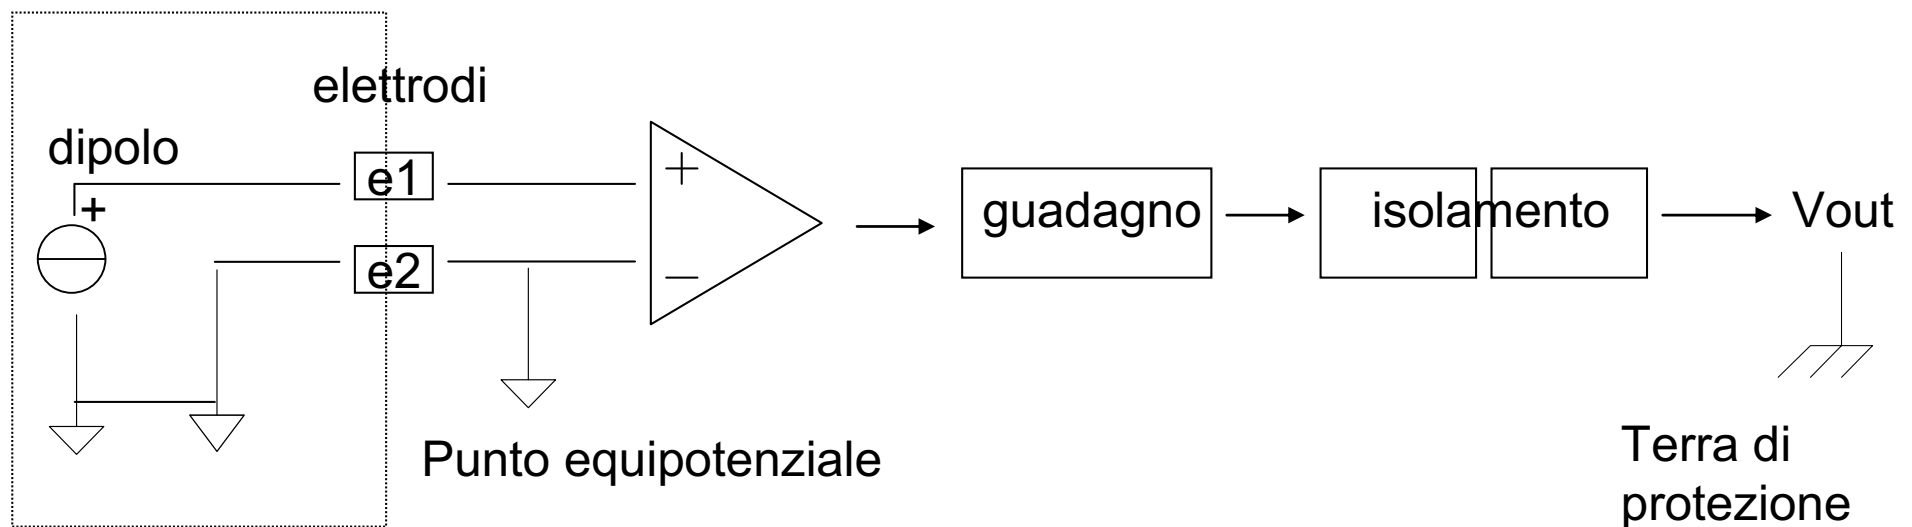 elettrodi
dipolo
+
e1
e2
+
−
guadagno
isolamento
Vout
Punto equipotenziale
Terra di
protezione